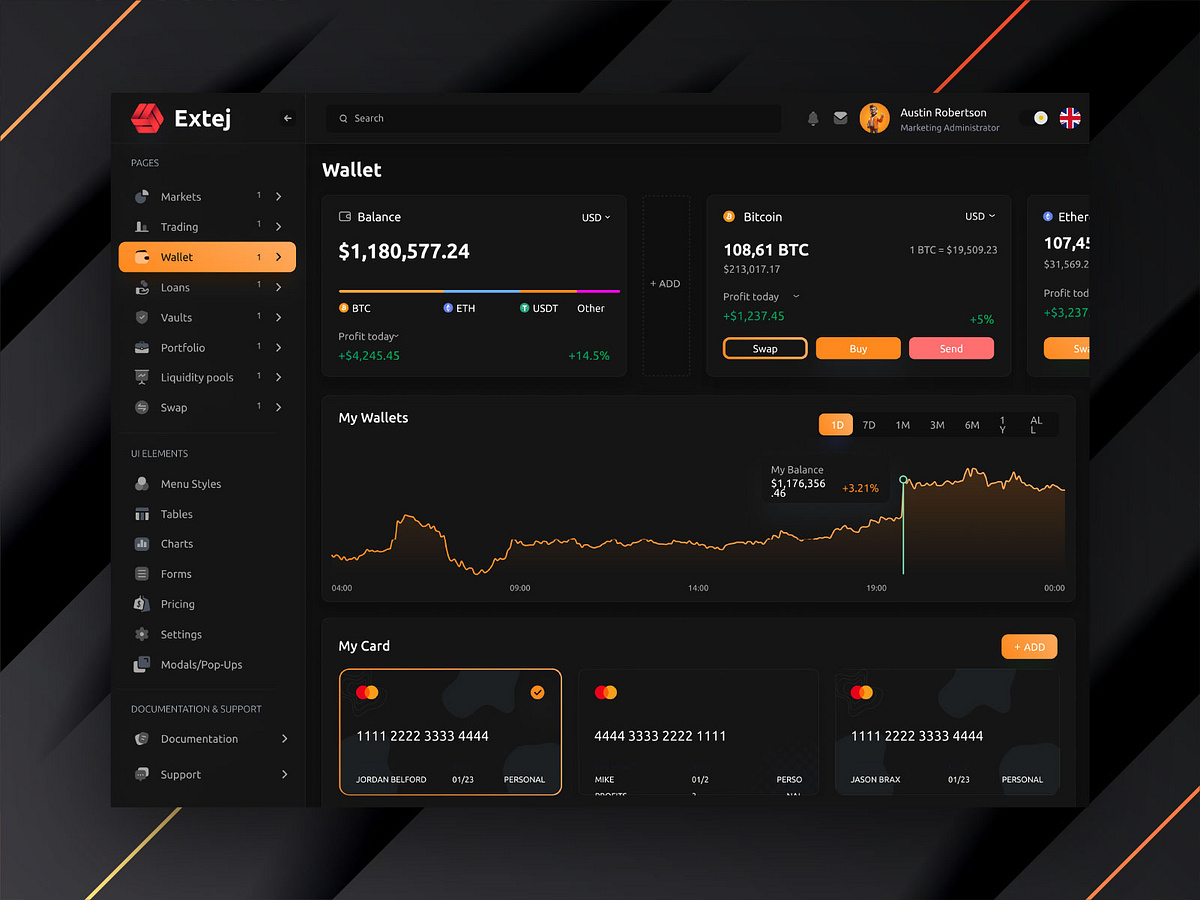 Extej
Search
Austin Robertson
Marketing Administrator
PAGES
Markets 1
Trading 1
Wallet 1
Loans 1
Vaults 1
Portfolio 1
Liquidity pools 1
Swap 1
UI ELEMENTS
Menu Styles
Tables
Charts
Forms
Pricing
Settings
Modals/Pop-Ups
DOCUMENTATION & SUPPORT
Documentation
Support
Wallet
Balance USD
$1,180,577.24
BTC ETH USDT Other
Profit today
+$4,245.45 +14.5%
+ ADD
Bitcoin USD
108,61 BTC 1 BTC = $19,509.23
$213,017.17
Profit today
+$1,237.45 +5%
Swap Buy Send
Ether
107,45
$31,569.2
Profit tod
+$3,237
Swa
My Wallets
1D 7D 1M 3M 6M 1
Y AL
L
My Balance
$1,176,356
.46 +3.21%
04:00 09:00 14:00 19:00 00:00
My Card + ADD
1111 2222 3333 4444
JORDAN BELFORD 01/23 PERSONAL
4444 3333 2222 1111
MIKE 01/2 PERSO
PROFITS 3 NAL
1111 2222 3333 4444
JASON BRAX 01/23 PERSONAL